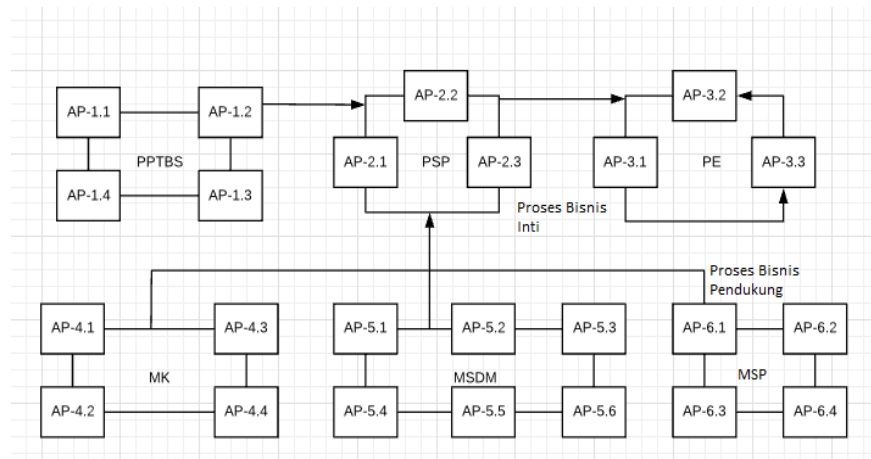 AP-1.1
AP-1.2
PPTBS
AP-1.4
AP-1.3
AP-2.2
AP-2.1
PSP
AP-2.3
AP-3.2
AP-3.1
PE
AP-3.3
Proses Bisnis
Inti
Proses Bisnis
Pendukung
AP-4.1
AP-4.3
MK
AP-4.2
AP-4.4
AP-5.1
AP-5.2
AP-5.3
MSDM
AP-5.4
AP-5.5
AP-5.6
AP-6.1
AP-6.2
MSP
AP-6.3
AP-6.4